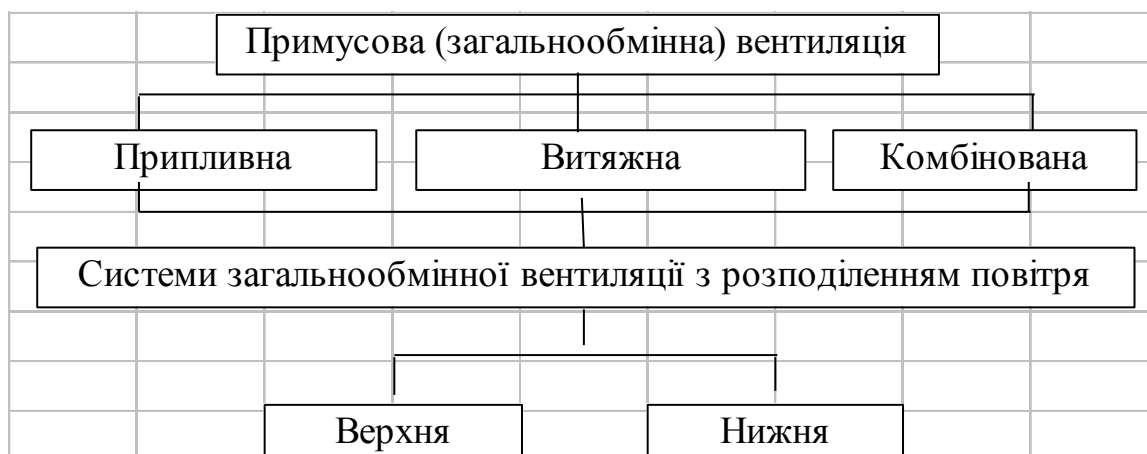 Примусова (загальнообмінна) вентиляція
Припливна
Витяжна
Комбінована
Системи загальнообмінної вентиляції з розподіленням повітря
Верхня
Нижня